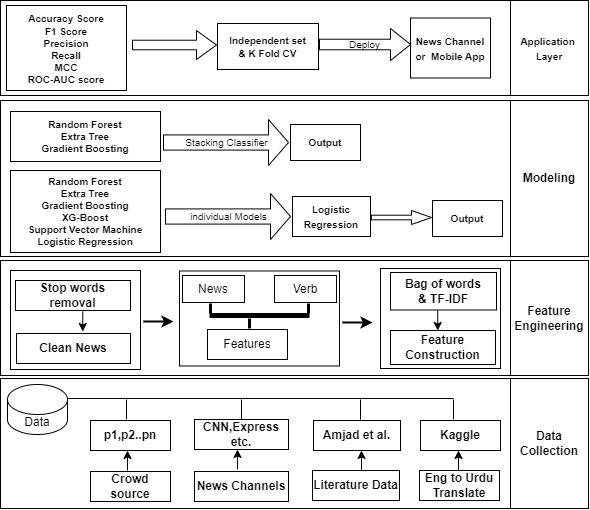 Accuracy Score
F1 Score
Precision
Recall
MCC
ROC-AUC score
Independent set
& K Fold CV
Deploy
News Channel
or Mobile App
Application
Layer
Random Forest
Extra Tree
Gradient Boosting
Stacking Classifier
Output
Modeling
Random Forest
Extra Tree
Gradient Boosting
XG-Boost
Support Vector Machine
Logistic Regression
individual Models
Logistic
Regression
Output
Stop words
removal
Clean News
News
Verb
Features
Bag of words
& TF-IDF
Feature
Construction
Feature
Engineering
Data
p1,p2..pn
CNN,Express
etc.
Amjad et al.
Kaggle
Crowd
source
News Channels
Literature Data
Eng to Urdu
Translate
Data
Collection